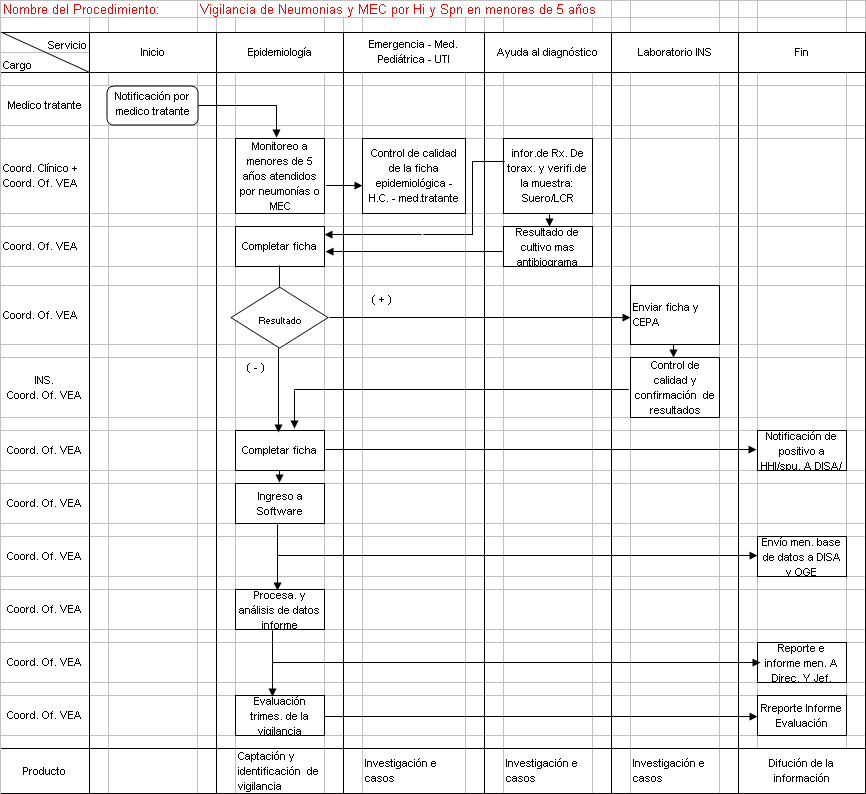 Nombre del Procedimiento: Vigilancia de Neumonias y MEC por Hi y Spn en menores de 5 años
Servicio
Cargo
Inicio
Epidemiología
Emergencia - Med.
Pediátrica - UTI
Ayuda al diagnóstico
Laboratorio INS
Fin
Medico tratante
Notificación por
medico tratante
Coord. Clínico +
Coord. Of. VEA
Monitoreo a
menores de 5
años atendidos
por neumonías o
MEC
Control de calidad
de la ficha
epidemiológica -
H.C. - med.tratante
infor.de Rx. De
torax. y verifi.de
la muestra:
Suero/LCR
Coord. Of. VEA
Completar ficha
Resultado de
cultivo mas
antibiograma
Coord. Of. VEA
Resultado
( + )
Enviar ficha y
CEPA
( - )
INS.
Coord. Of. VEA
Control de
calidad y
confirmación de
resultados
Coord. Of. VEA
Completar ficha
Notificación de
positivo a
HHI/spu. A DISA/
Coord. Of. VEA
Ingreso a
Software
Coord. Of. VEA
Envío men. base
de datos a DISA
y OGE
Coord. Of. VEA
Procesa. y
análisis de datos
informe
Coord. Of. VEA
Reporte e
informe men. A
Direc. Y Jef.
Coord. Of. VEA
Evaluación
trimes. de la
vigilancia
Rreporte Informe
Evaluación
Producto
Captación y
identificación de
vigilancia
Investigación e
casos
Investigación e
casos
Investigación e
casos
Difución de la
información